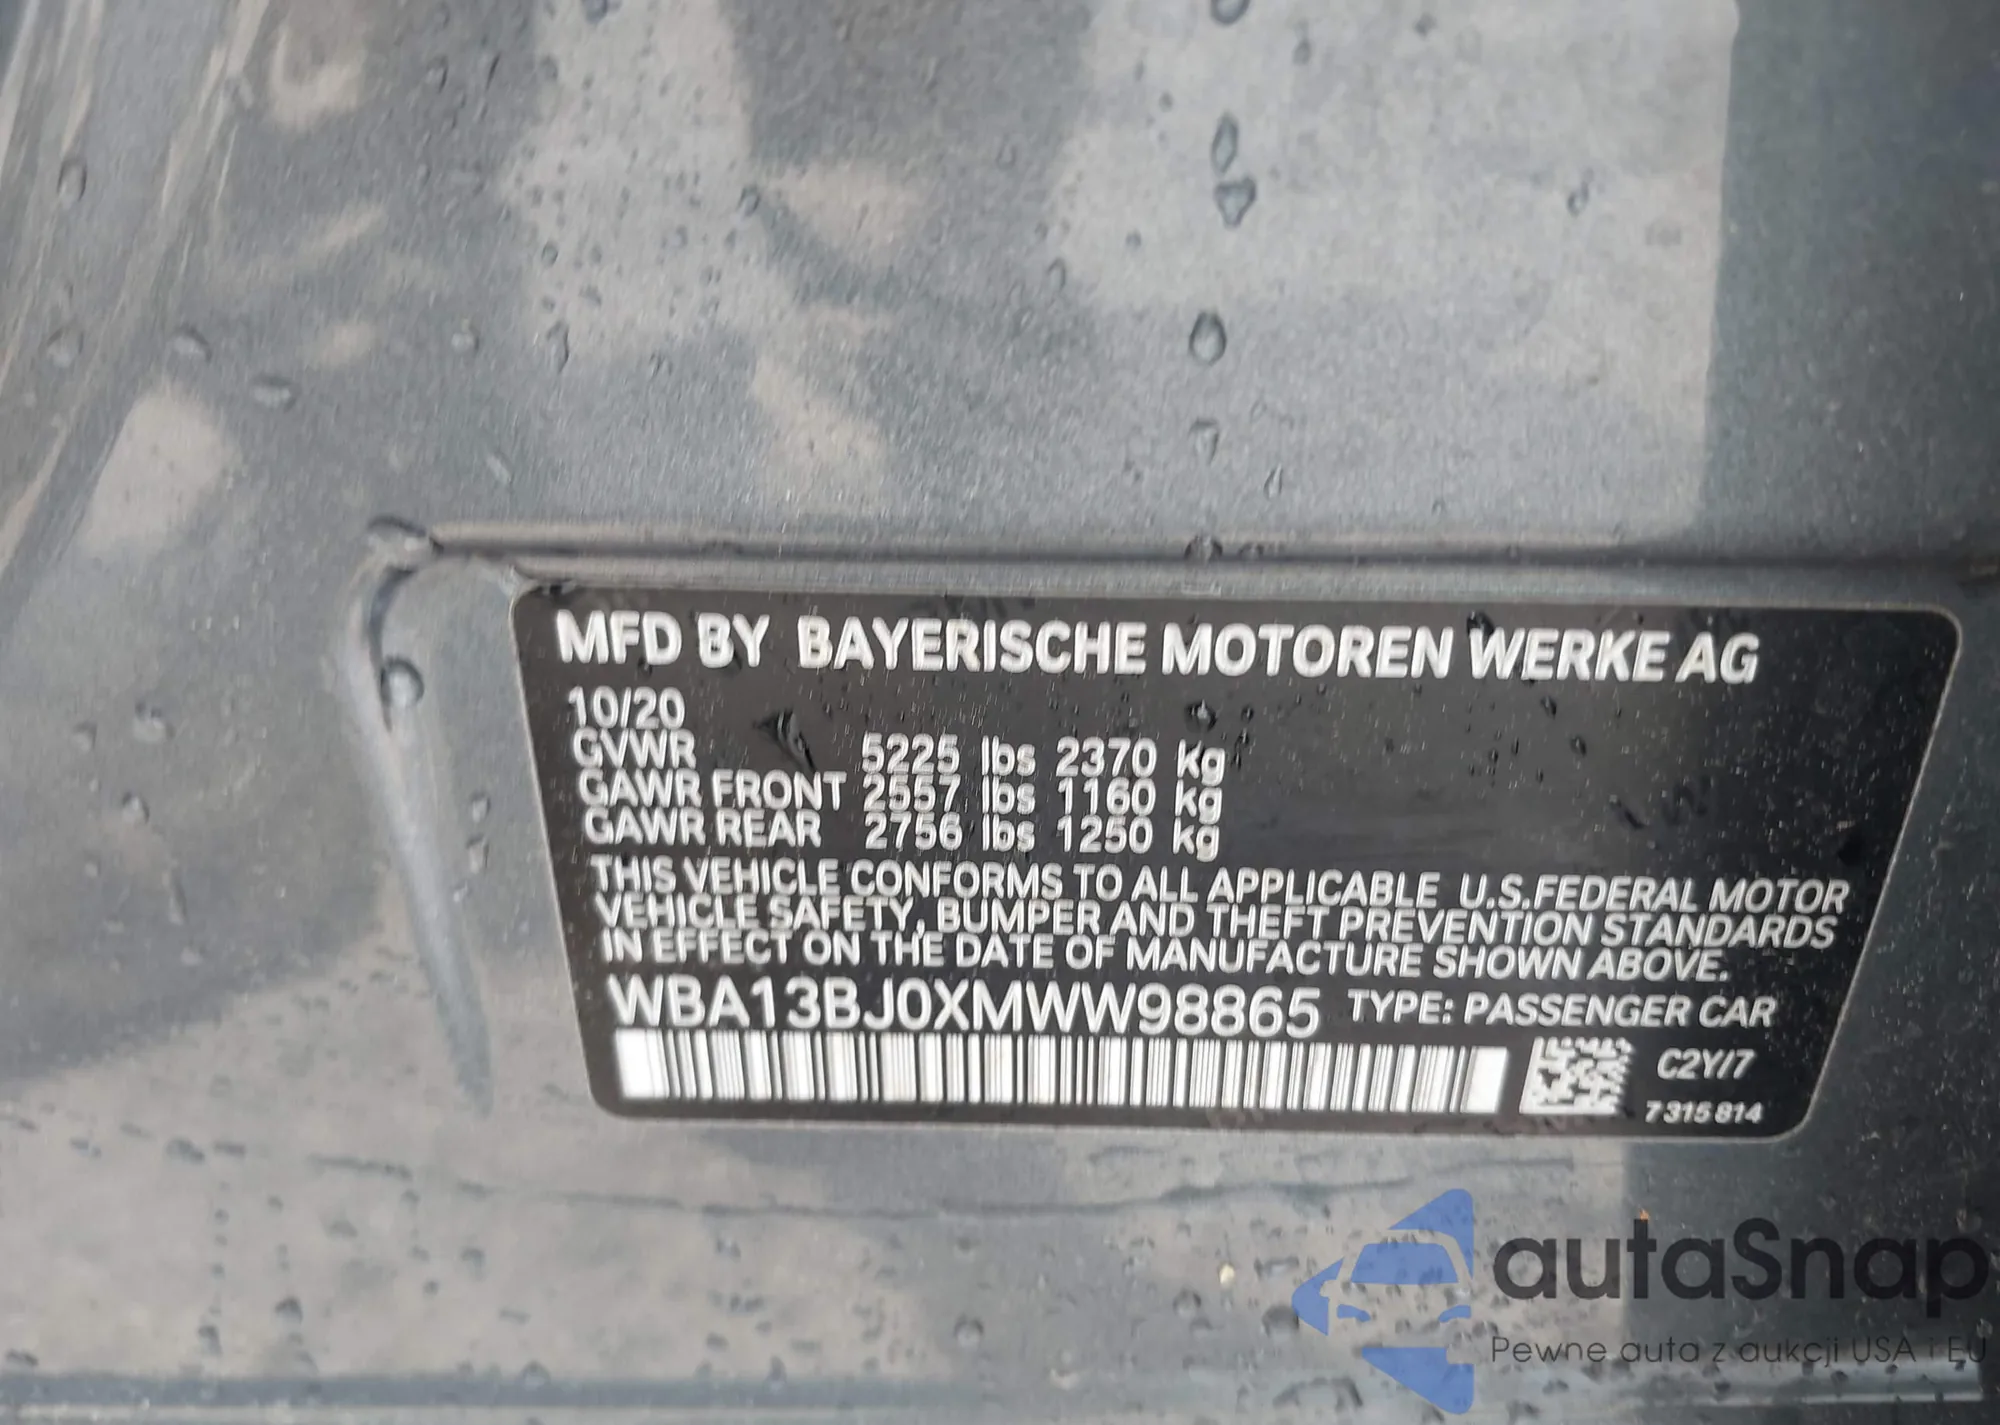 MFD BY BAYERISCHE MOTOREN WERKE AG
10/20
GVWR 5225 lbs 2370 kg
GAWR FRONT 2557 lbs 1160 kg
GAWR REAR 2756 lbs 1250 kg
THIS VEHICLE CONFORMS TO ALL APPLICABLE U.S.FEDERAL MOTOR
VEHICLE SAFETY, BUMPER AND THEFT PREVENTION STANDARDS
IN EFFECT ON THE DATE OF MANUFACTURE SHOWN ABOVE.
WBA13BJ0XMWW98865 TYPE: PASSENGER CAR
C2Y/7
7 315 814
autaSnap
Pewne auta z aukcji USA i EU